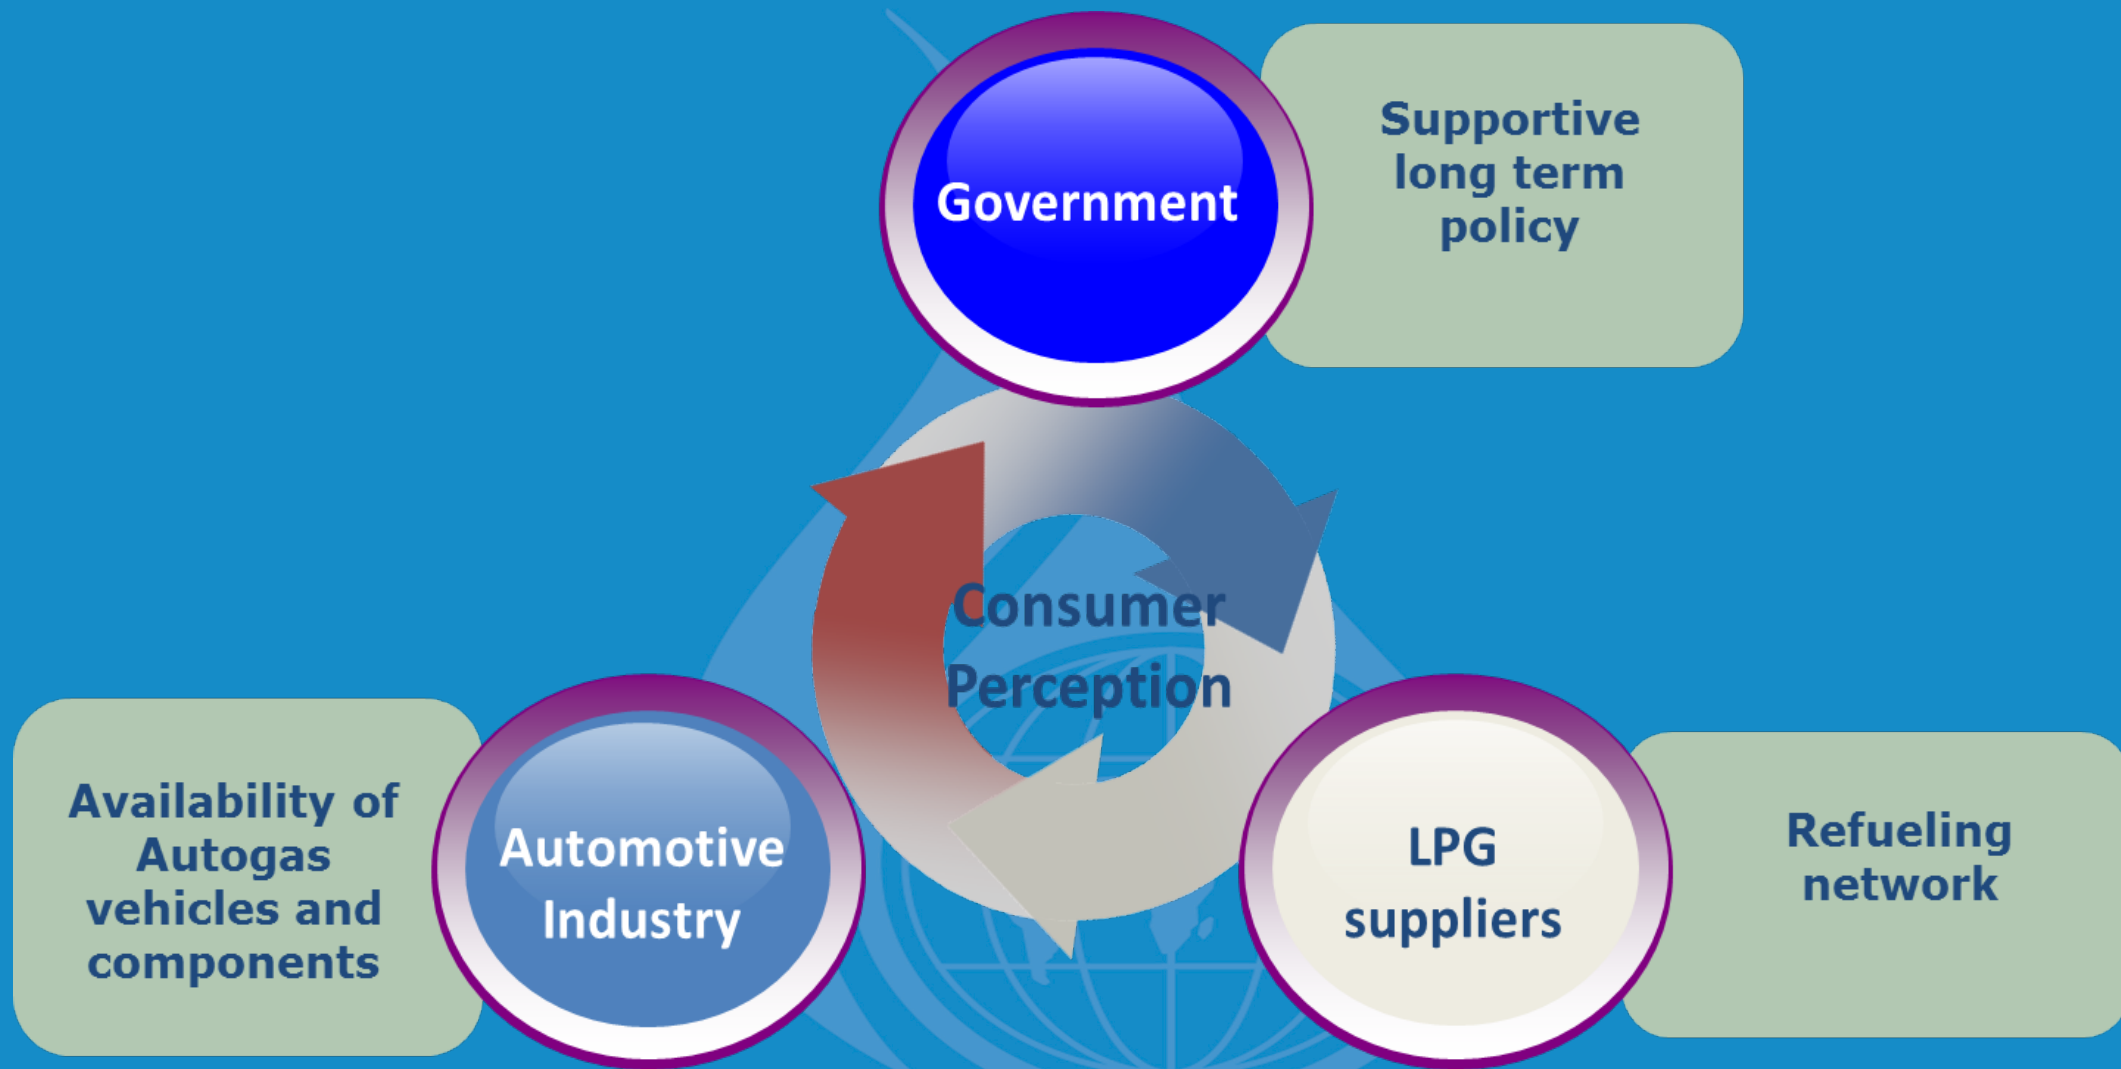 Government
Supportive
long term
policy
Consumer
Perception
Availability of
Autogas
vehicles and
components
Automotive
Industry
LPG
suppliers
Refueling
network